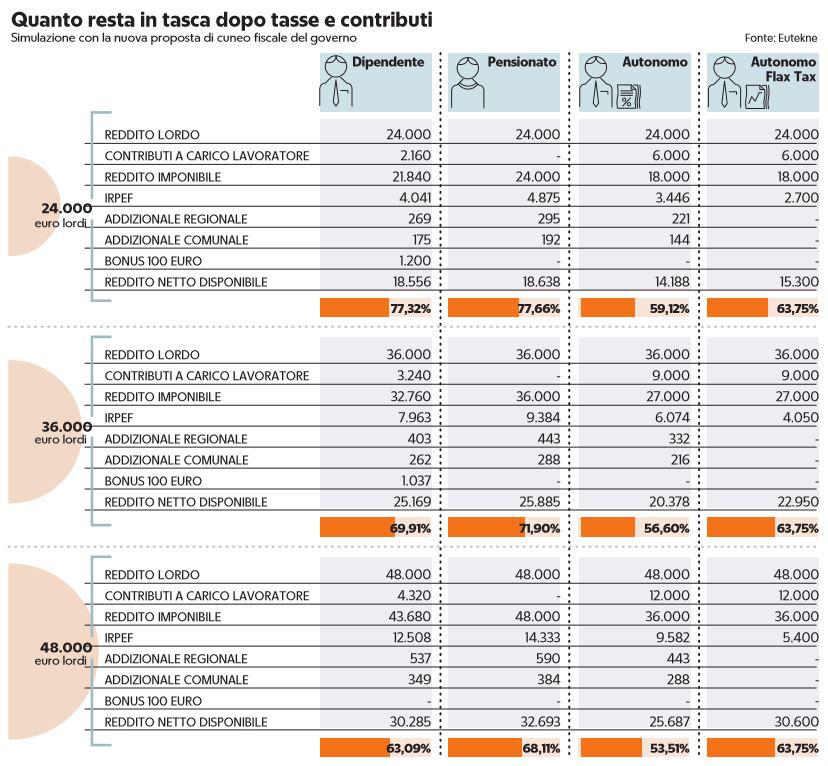 Quanto resta in tasca dopo tasse e contributi
Simulazione con la nuova proposta di cuneo fiscale del governo
Fonte: Eutekne
Dipendente Pensionato Autonomo Autonomo
Flax Tax
24.000
euro lordi
REDDITO LORDO 24.000 24.000 24.000 24.000
CONTRIBUTI A CARICO LAVORATORE 2.160 - 6.000 6.000
REDDITO IMPONIBILE 21.840 24.000 18.000 18.000
IRPEF 4.041 4.875 3.446 2.700
ADDIZIONALE REGIONALE 269 295 221 -
ADDIZIONALE COMUNALE 175 192 144 -
BONUS 100 EURO 1.200 - - -
REDDITO NETTO DISPONIBILE 18.556 18.638 14.188 15.300
77,32% 77,66% 59,12% 63,75%
36.000
euro lordi
REDDITO LORDO 36.000 36.000 36.000 36.000
CONTRIBUTI A CARICO LAVORATORE 3.240 - 9.000 9.000
REDDITO IMPONIBILE 32.760 36.000 27.000 27.000
IRPEF 7.963 9.384 6.074 4.050
ADDIZIONALE REGIONALE 403 443 332 -
ADDIZIONALE COMUNALE 262 288 216 -
BONUS 100 EURO 1.037 - - -
REDDITO NETTO DISPONIBILE 25.169 25.885 20.378 22.950
69,91% 71,90% 56,60% 63,75%
48.000
euro lordi
REDDITO LORDO 48.000 48.000 48.000 48.000
CONTRIBUTI A CARICO LAVORATORE 4.320 - 12.000 12.000
REDDITO IMPONIBILE 43.680 48.000 36.000 36.000
IRPEF 12.508 14.333 9.582 5.400
ADDIZIONALE REGIONALE 537 590 443 -
ADDIZIONALE COMUNALE 349 384 288 -
BONUS 100 EURO - - - -
REDDITO NETTO DISPONIBILE 30.285 32.693 25.687 30.600
63,09% 68,11% 53,51% 63,75%